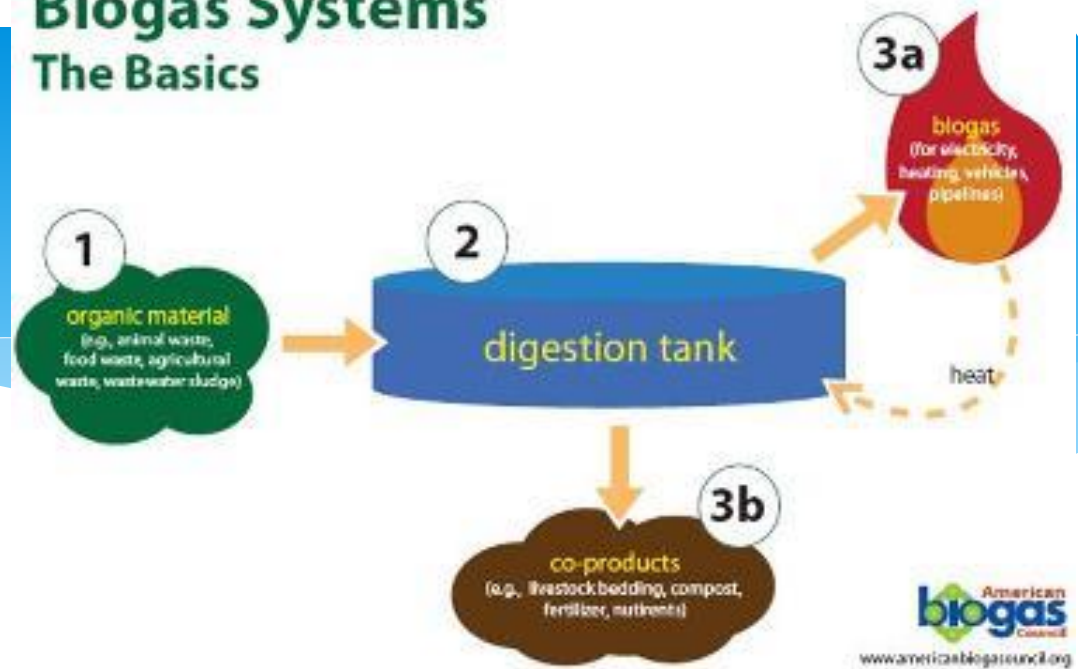 Biogas Systems
The Basics
3a
biogas
(for electricity,
heating, vehicles,
pipelines)
1
organic material
(e.g., animal waste,
food waste, agricultural
waste, wastewater sludge)
2
digestion tank
heat
3b
co-products
(e.g., livestock bedding, compost,
fertilizer, nutirents)
American
biogas
Council
www.americanbiogascouncil.org